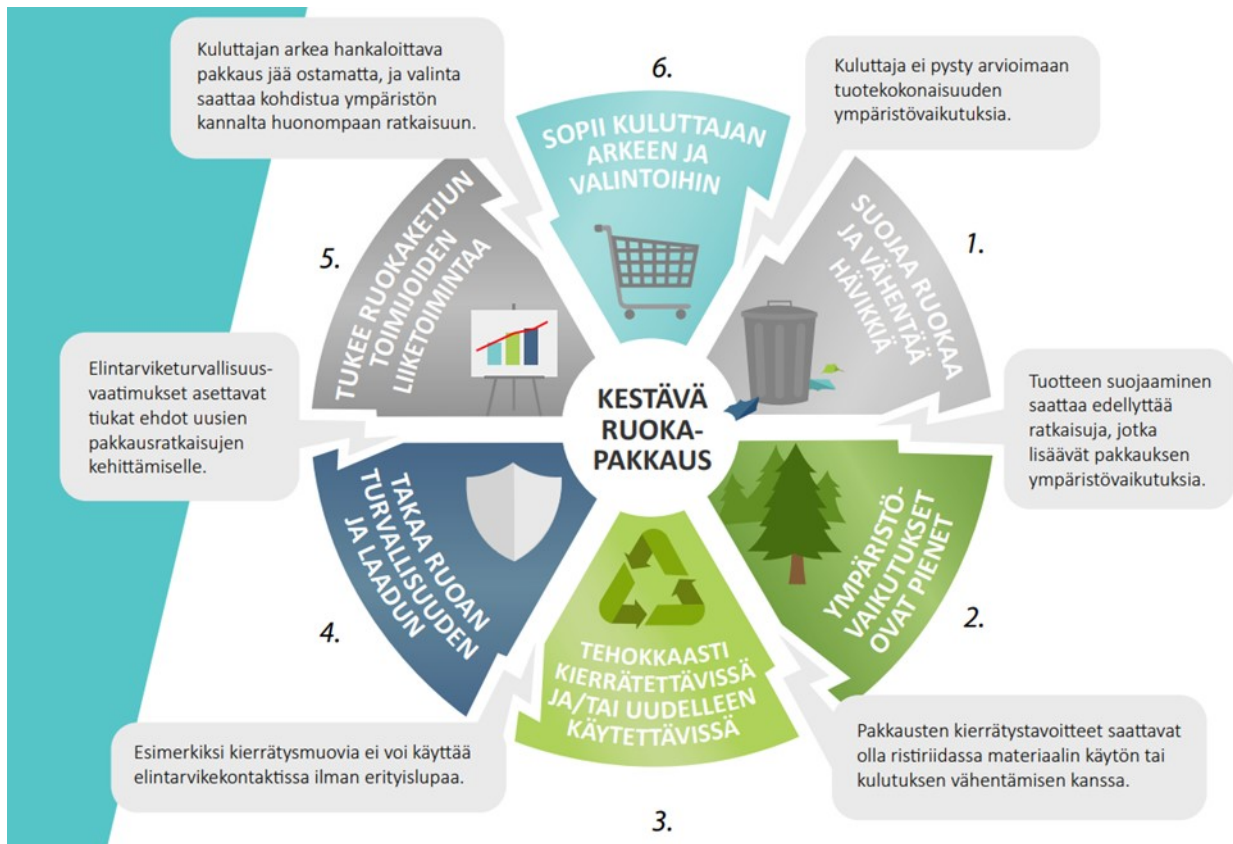 Kuluttajan arkea hankaloittava
pakkaus jää ostamatta, ja valinta
saattaa kohdistua ympäristön
kannalta huonompaan ratkaisuun.
6.
SOPII KULUTTAJAN
ARKEEN JA
VALINTOIHIN
Kuluttaja ei pysty arvioimaan
tuotekokonaisuuden
ympäristövaikutuksia.
1.
SUOJAA RUOKAA
JA VÄHENTÄÄ
HÄVIKKIÄ
Tuotteen suojaaminen
saattaa edellyttää
ratkaisuja, jotka
lisäävät pakkauksen
ympäristövaikutuksia.
2.
YMPÄRISTÖ-
VAIKUTUKSET
OVAT PIENET
Pakkausten kierrätystavoitteet saattavat
olla ristiriidassa materiaalin käytön tai
kulutuksen vähentämisen kanssa.
3.
TEHOKKAASTI
KIERRÄTETTÄVISSÄ
JA/TAI UUDELLEEN
KÄYTETTÄVISSÄ
Esimerkiksi kierrätysmuovia ei voi käyttää
elintarvikekontaktissa ilman erityislupaa.
4.
TAKAA RUOAN
TURVALLISUUDEN
JA LAADUN
Elintarviketurvallisuus-
vaatimukset asettavat
tiukat ehdot uusien
pakkausratkaisujen
kehittämiselle.
5.
TUKEE RUOKAKETJUN
TOIMIJOIDEN
LIIKETOIMINTAA
KESTÄVÄ
RUOKA-
PAKKAUS